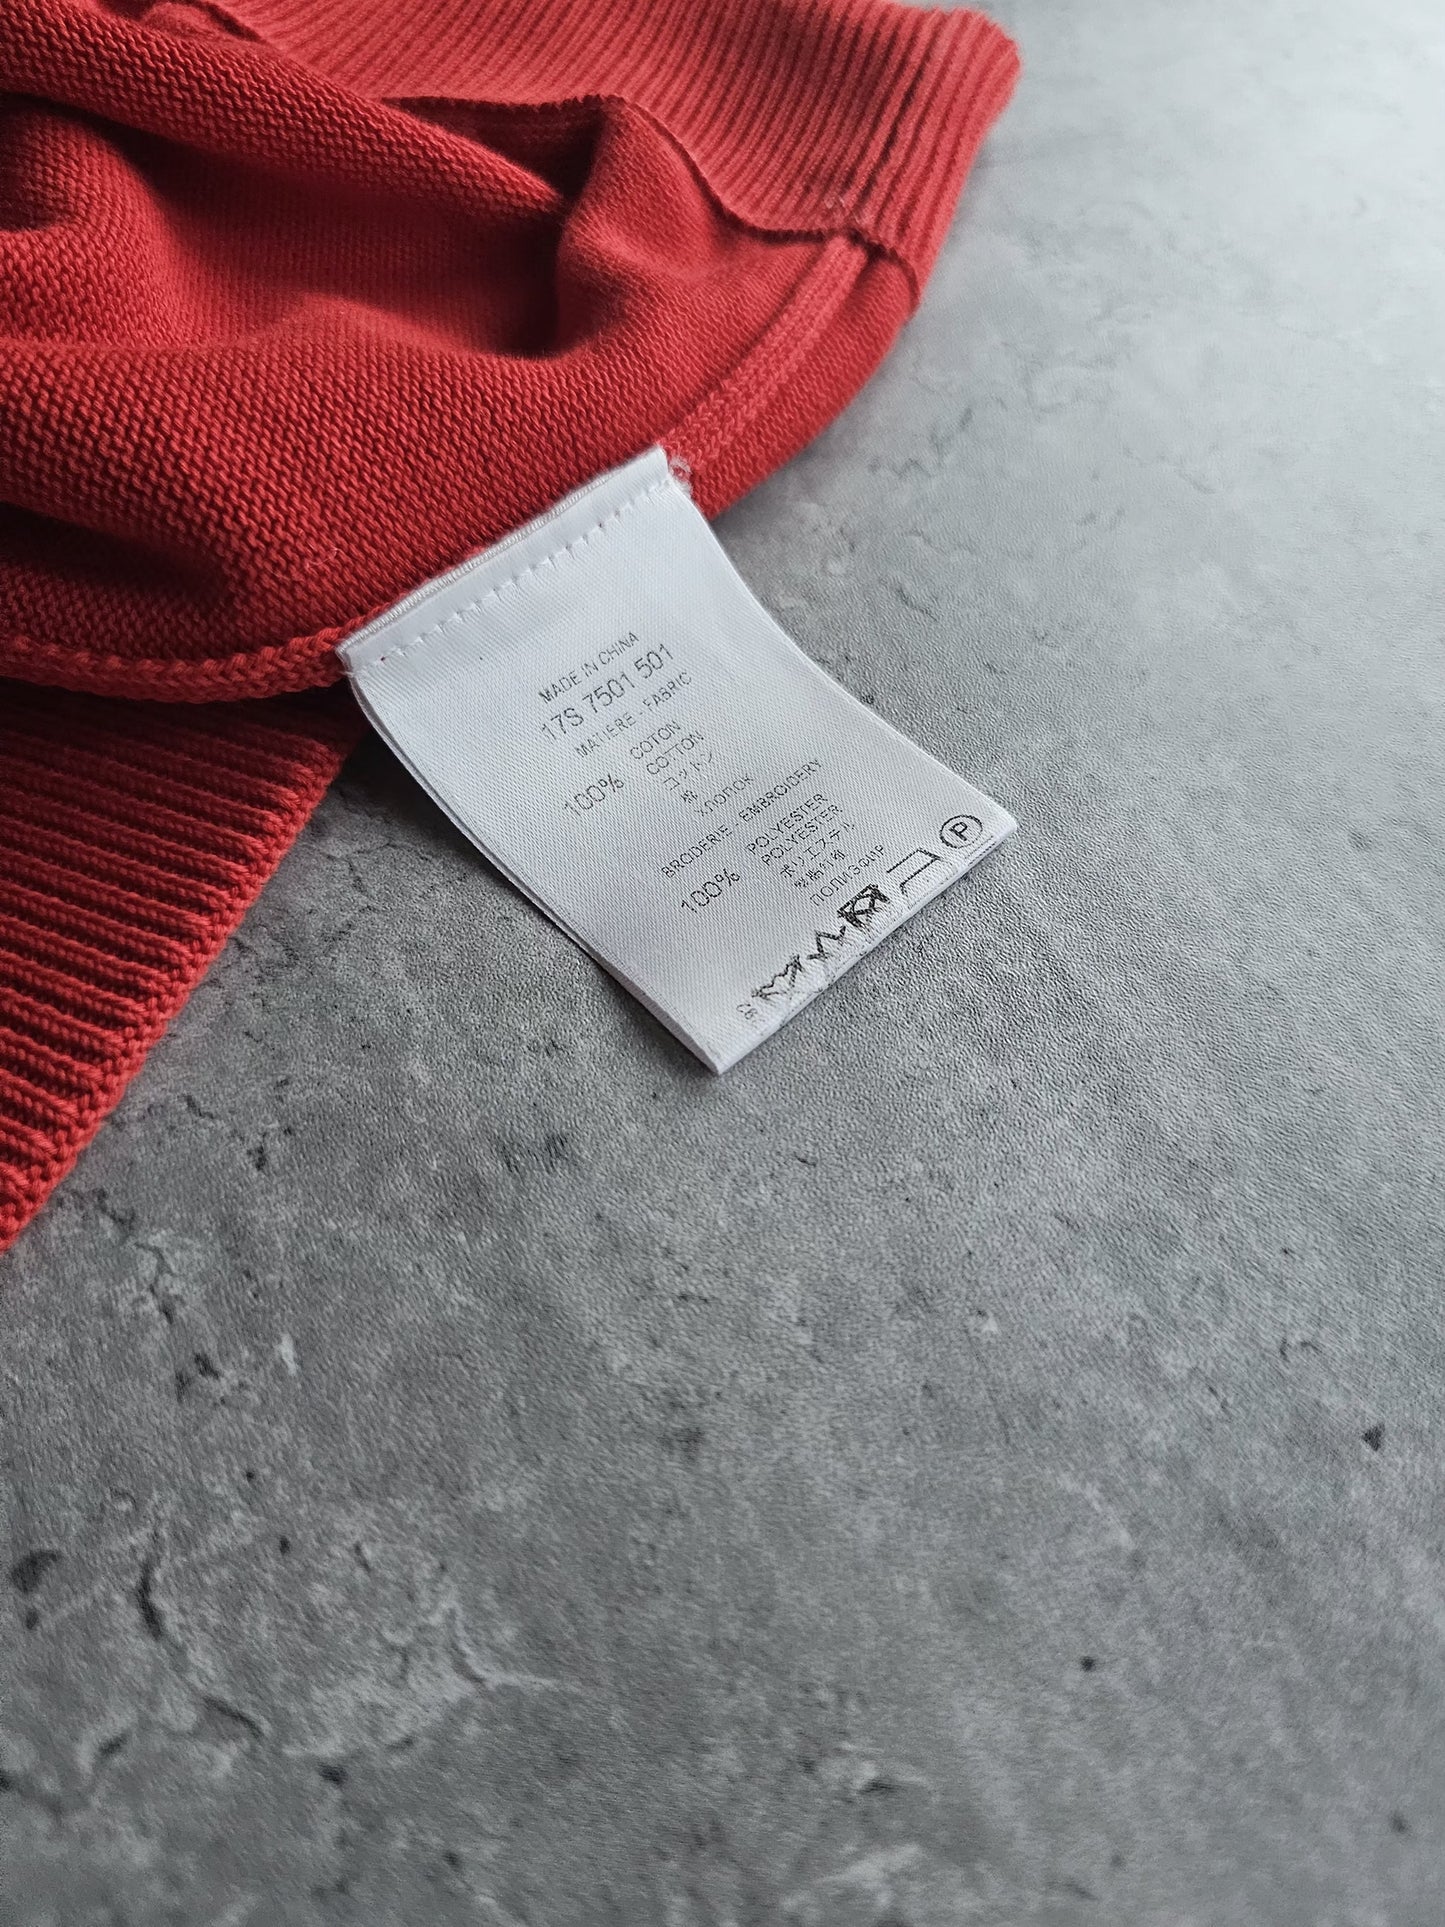 MADE IN CHINA
17S 7501 501
MATIERE - FABRIC
100% COTON
COTTON
コットン
棉
хлопок
BRODERIE - EMBROIDERY
100% POLYESTER
POLYESTER
ポリエステル
聚酯纤维
полиэфир
P